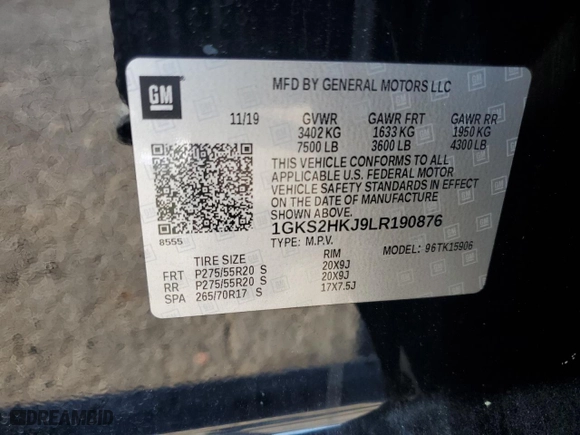 GM
MFD BY GENERAL MOTORS LLC
11/19 GVWR GAWR FRT GAWR RR
3402 KG 1633 KG 1950 KG
7500 LB 3600 LB 4300 LB
THIS VEHICLE CONFORMS TO ALL
APPLICABLE U.S. FEDERAL MOTOR
VEHICLE SAFETY STANDARDS IN EFFECT
ON THE DATE OF MANUFACTURE
SHOWN ABOVE.
1GKS2HKJ9LR190876
8555
TYPE: M.P.V. MODEL: 96TK15906
TIRE SIZE RIM
FRT P275/55R20 S 20X9J
RR P275/55R20 S 20X9J
SPA 265/70R17 S 17X7.5J
© DREAMBID